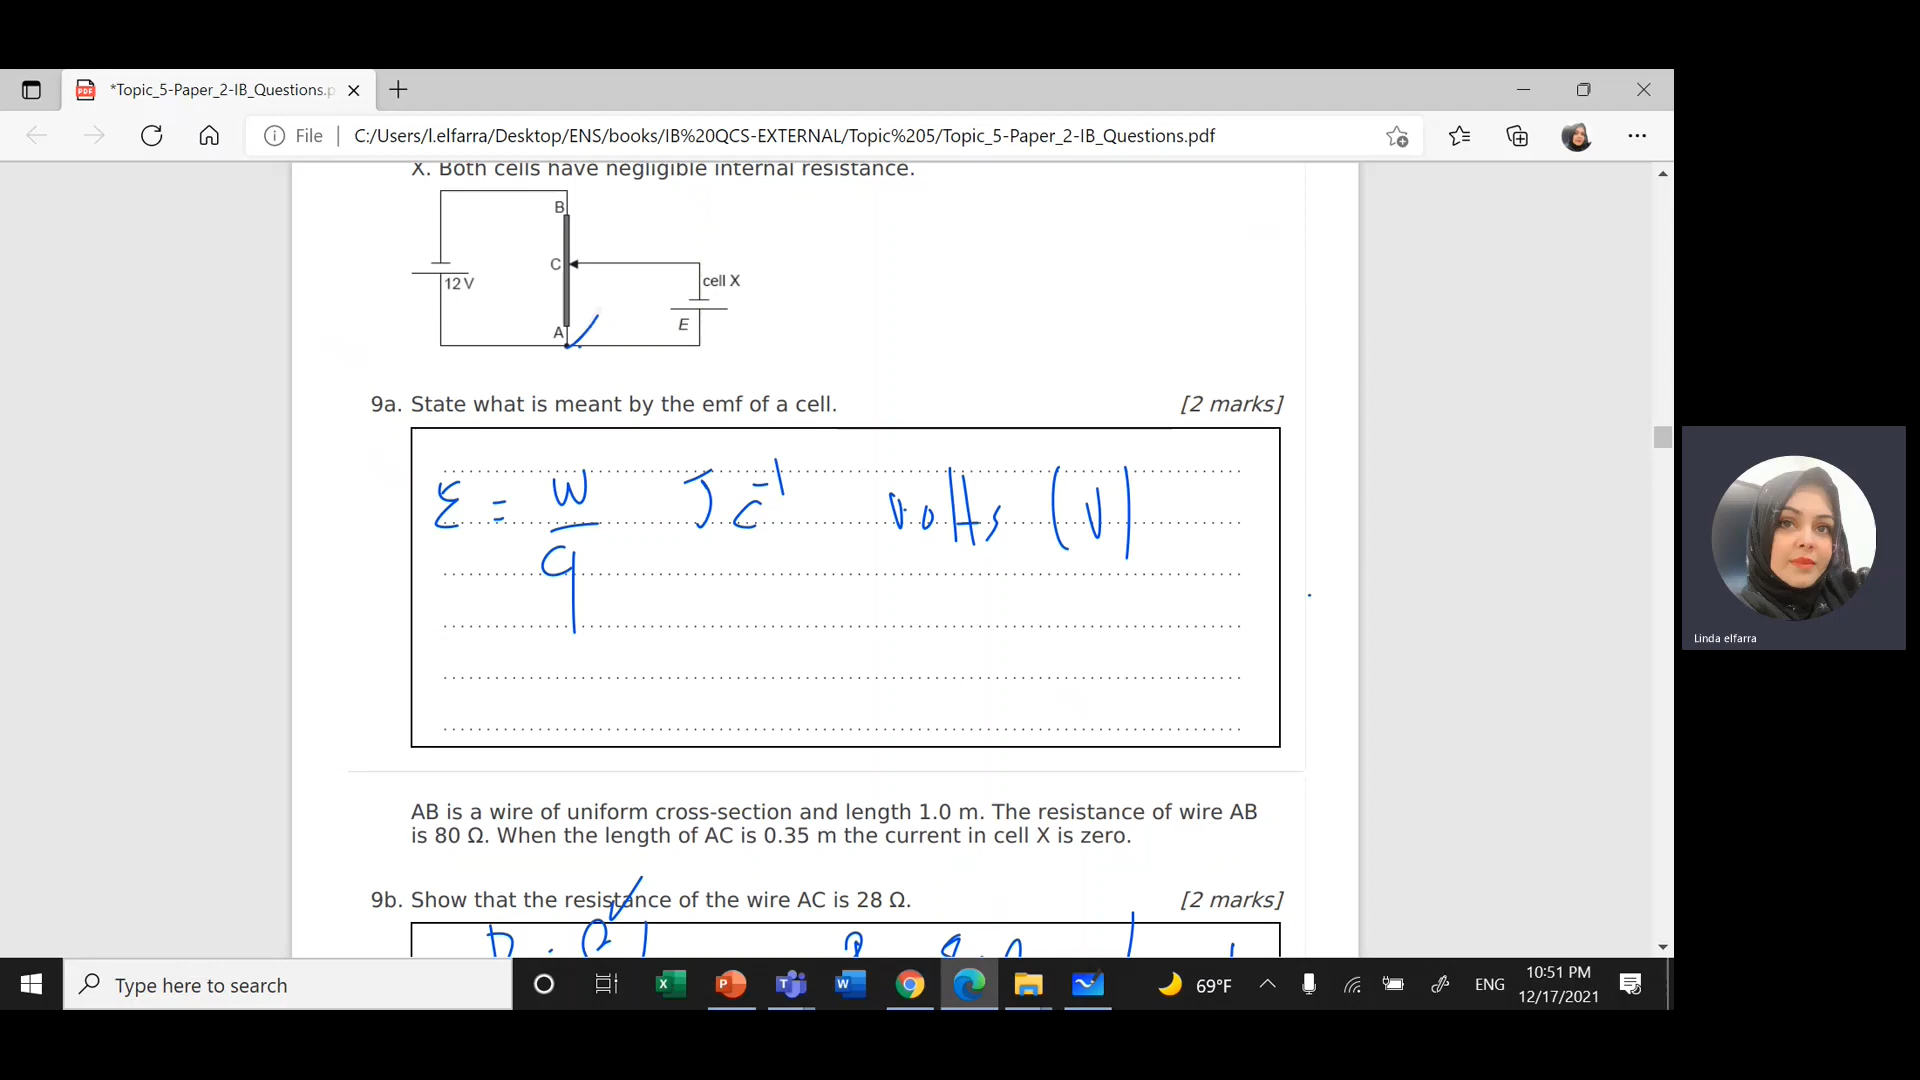 *Topic_5-Paper_2-IB_Questions.p
File
C:/Users/l.elfarra/Desktop/ENS/books/IB%20QCS-EXTERNAL/Topic%205/Topic_5-Paper_2-IB_Questions.pdf
X. Both cells have negligible internal resistance.
B
C
cell X
12 V
E
A
9a. State what is meant by the emf of a cell. [2 marks]
ε = W/q J C⁻¹ volts (V)
Linda elfarra
AB is a wire of uniform cross-section and length 1.0 m. The resistance of wire AB
is 80 Ω. When the length of AC is 0.35 m the current in cell X is zero.
9b. Show that the resistance of the wire AC is 28 Ω. [2 marks]
Type here to search
69°F
ENG
10:51 PM
12/17/2021